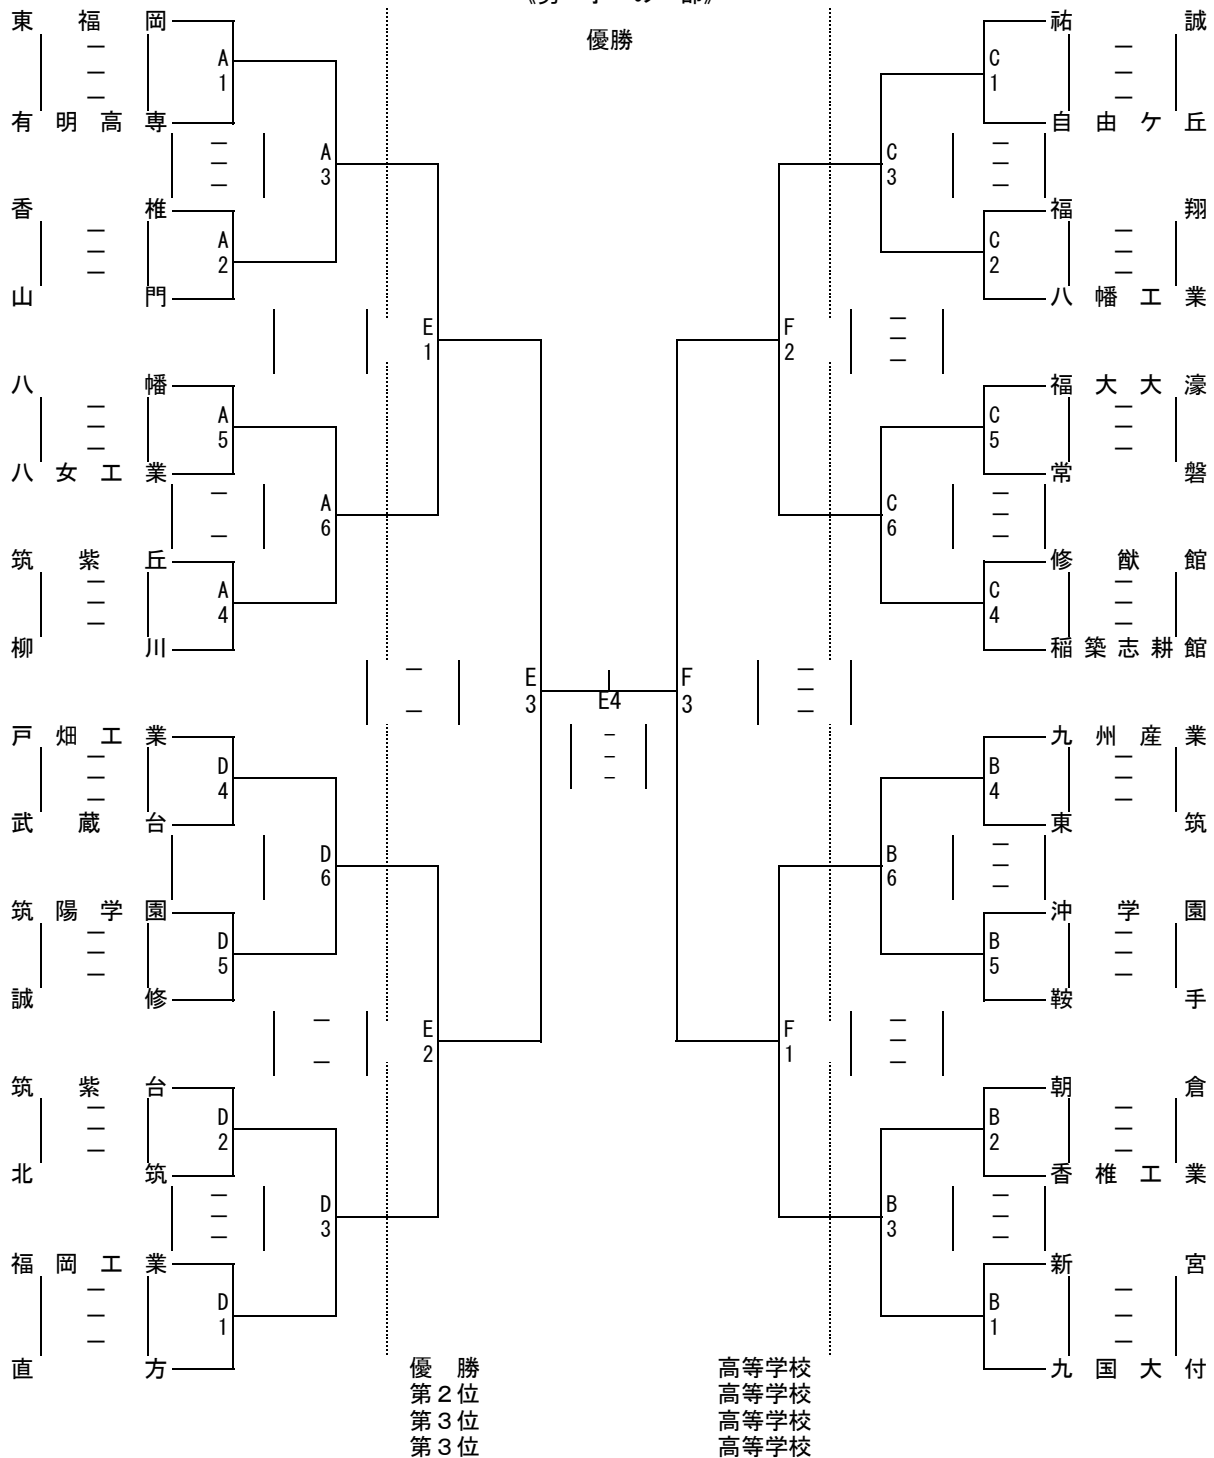 《男子の部》
優勝
東福岡
A1
有明高専
A3
香椎
A2
山門
E1
八幡
A5
八女工業
A6
筑紫丘
A4
柳川
E3
戸畑工業
D4
武蔵台
D6
筑陽学園
D5
誠修
E2
筑紫台
D2
北筑
D3
福岡工業
D1
直方
E4
祐誠
C1
自由ケ丘
C3
福翔
C2
八幡工業
F2
福大大濠
C5
常磐
C6
修猷館
C4
稲築志耕館
F3
九州産業
B4
東筑
B6
沖学園
B5
鞍手
F1
朝倉
B2
香椎工業
B3
新宮
B1
九国大付
優勝 高等学校
第2位 高等学校
第3位 高等学校
第3位 高等学校